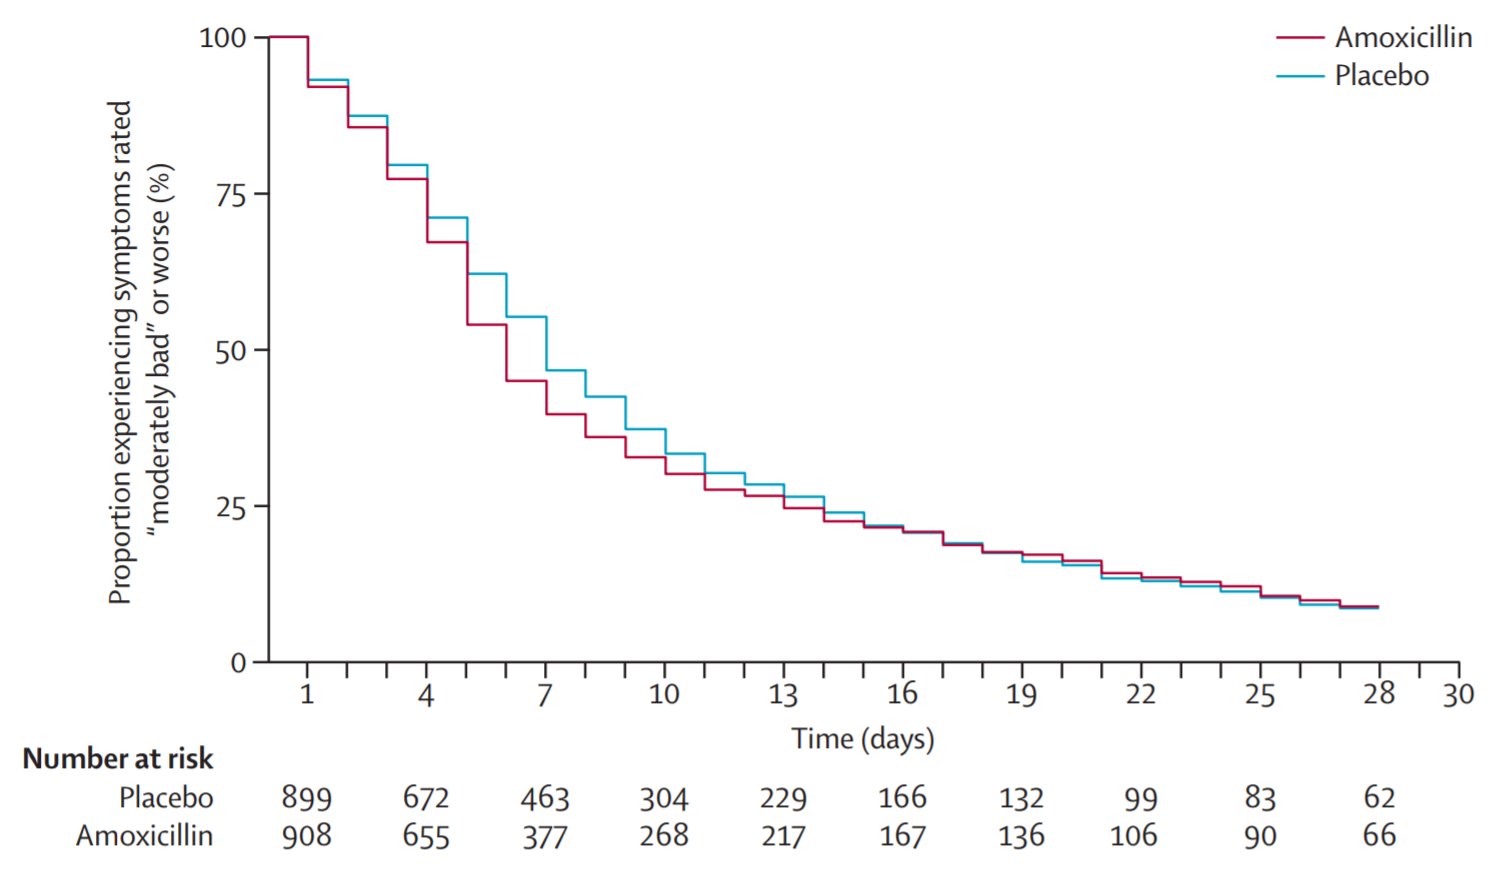 Amoxicillin
Placebo
Proportion experiencing symptoms rated
“moderately bad” or worse (%)
100
75
50
25
0
1 4 7 10 13 16 19 22 25 28 30
Time (days)
Number at risk
Placebo 899 672 463 304 229 166 132 99 83 62
Amoxicillin 908 655 377 268 217 167 136 106 90 66